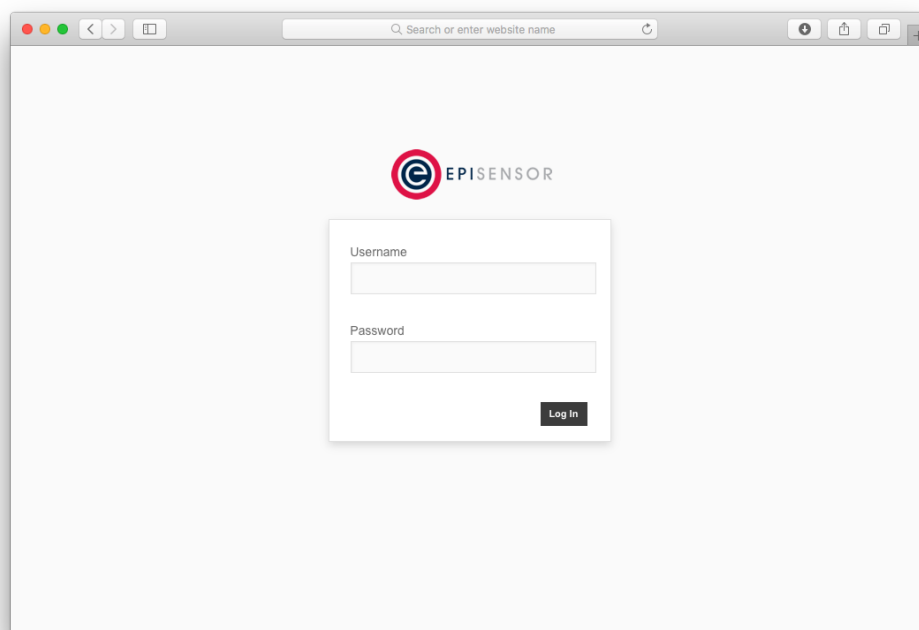 Search or enter website name
EPISENSOR
Username
Password
Log In